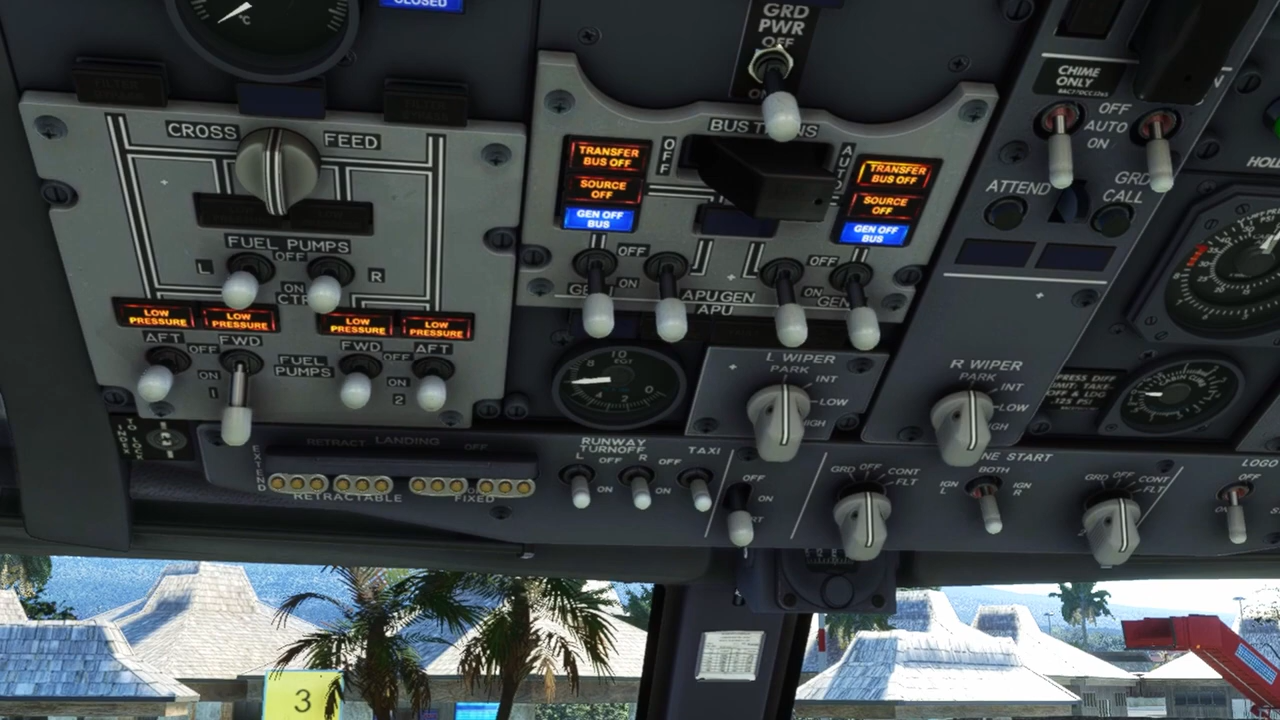 CLOSED
°C
GRD
PWR
OFF
CHIME
ONLY
OFF
AUTO
ON
CROSS FEED
BUS TRANS
OFF
AUTO
TRANSFER
BUS OFF
SOURCE
OFF
GEN OFF
BUS
TRANSFER
BUS OFF
SOURCE
OFF
GEN OFF
BUS
ATTEND
GRD
CALL
FUEL PUMPS
L OFF R
ON
CTR
OFF
ON
APU GEN
APU
OFF
ON
GEN
LOW
PRESSURE
LOW
PRESSURE
LOW
PRESSURE
LOW
PRESSURE
AFT OFF FWD
ON
1
FUEL
PUMPS
FWD OFF AFT
ON
2
10
8
4
2
0
L WIPER
PARK
INT
LOW
HIGH
R WIPER
PARK
INT
LOW
HIGH
RETRACT LANDING OFF
EXTEND
RETRACTABLE
FIXED
RUNWAY
TURNOFF
L OFF R OFF
ON
ON
TAXI
OFF
ON
GRD OFF CONT
FLT
BOTH
IGN
L
IGN
R
GRD OFF CONT
FLT
LOGO
OFF
3